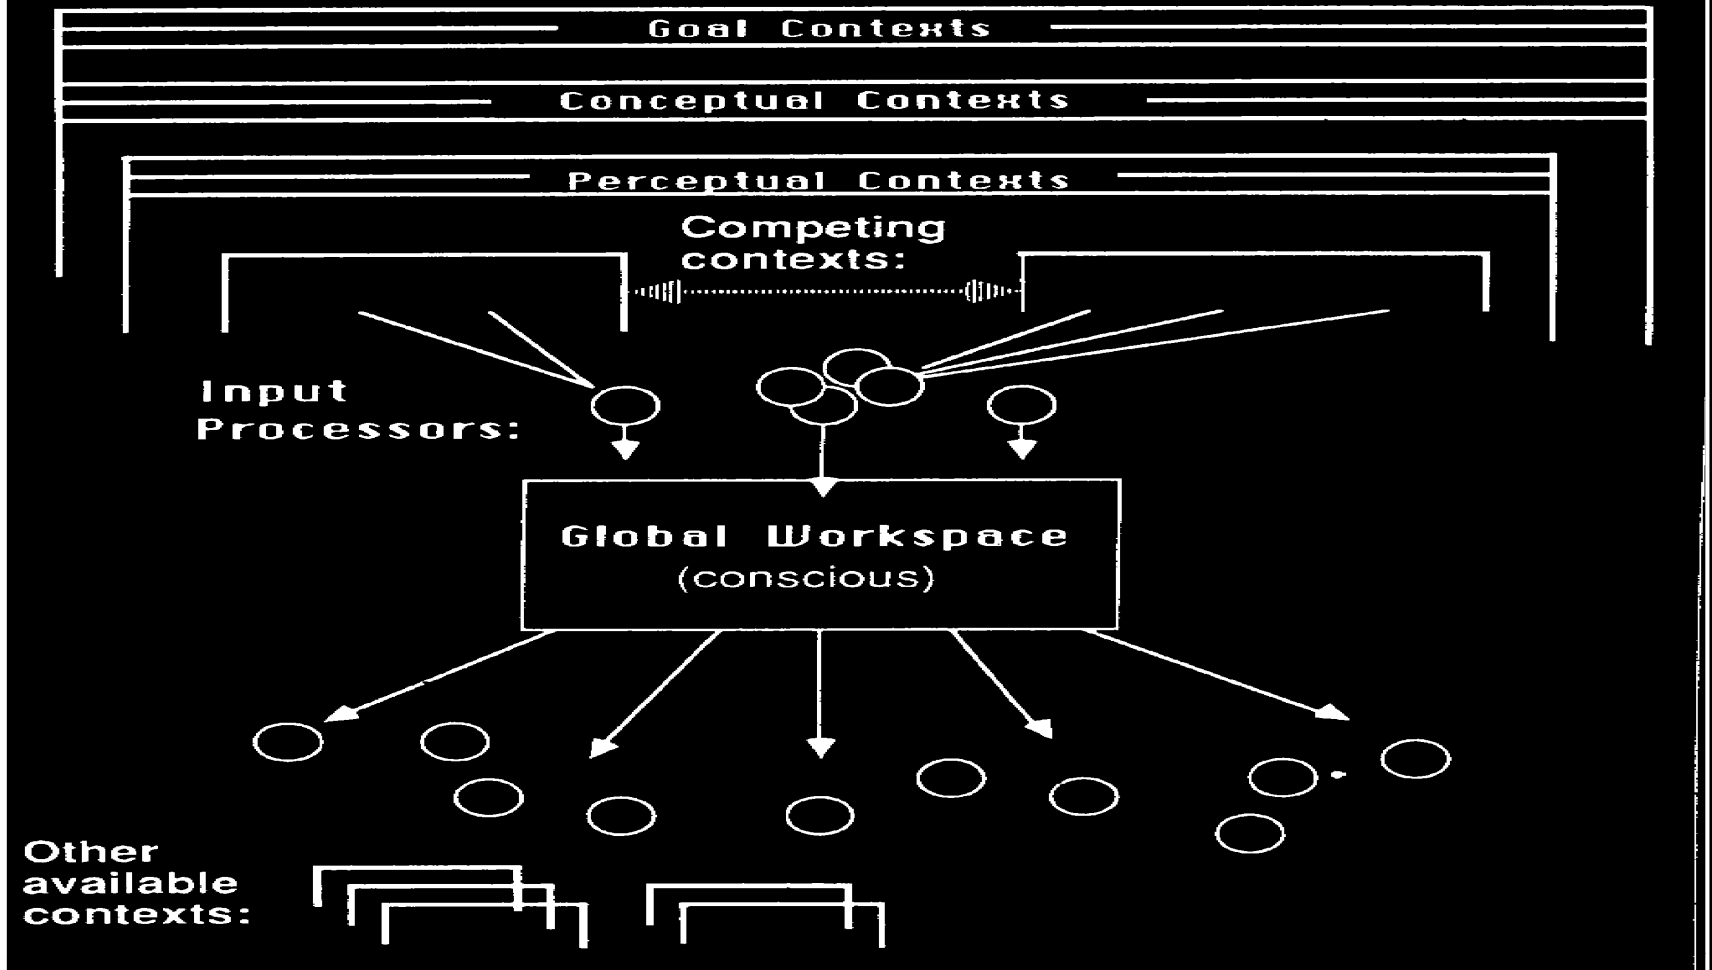 Goal Contexts
Conceptual Contexts
Perceptual Contexts
Competing
contexts:
Input
Processors:
Global Workspace
(conscious)
Other
available
contexts: